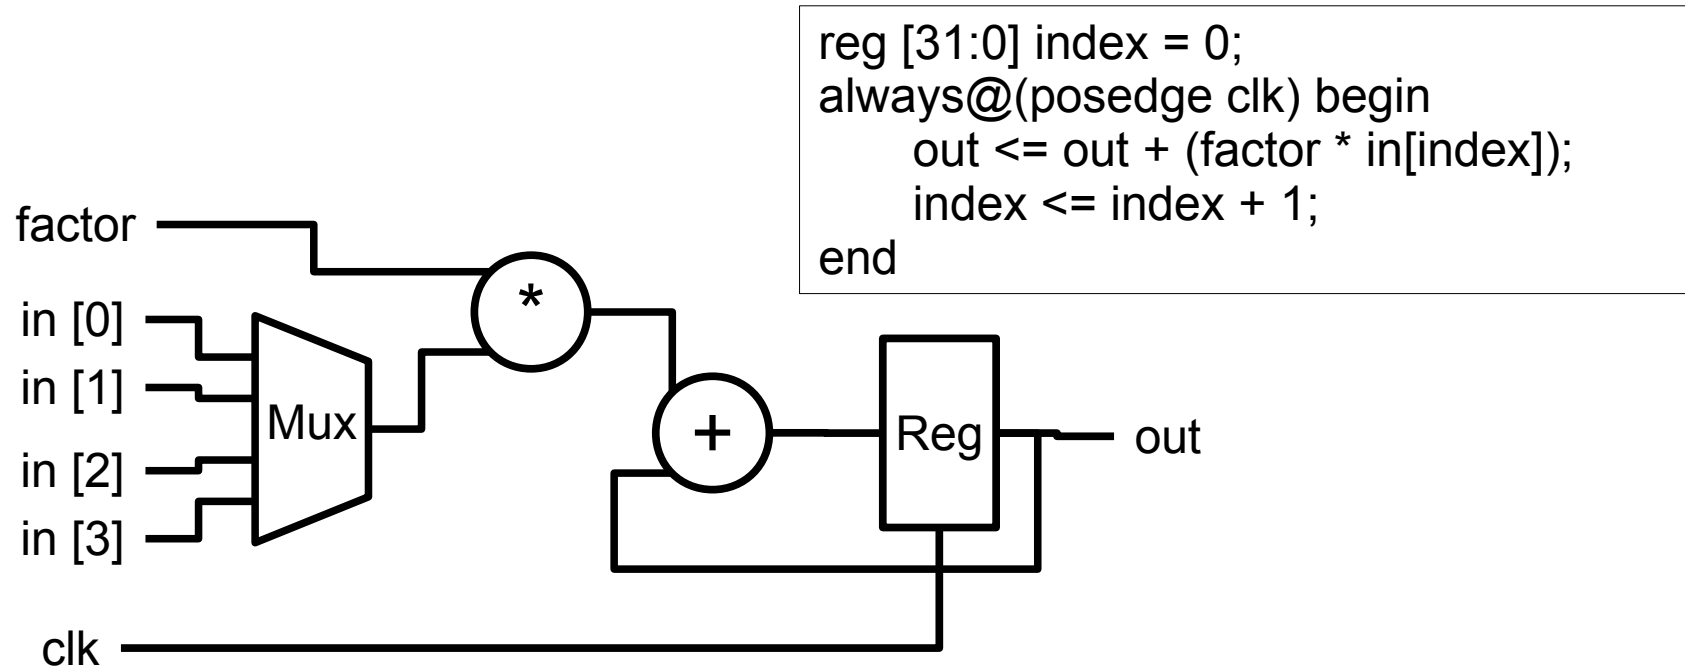 reg [31:0] index = 0;
always@(posedge clk) begin
out <= out + (factor * in[index]);
index <= index + 1;
end
factor
*
in [0]
in [1]
Mux
+
Reg
out
in [2]
in [3]
clk